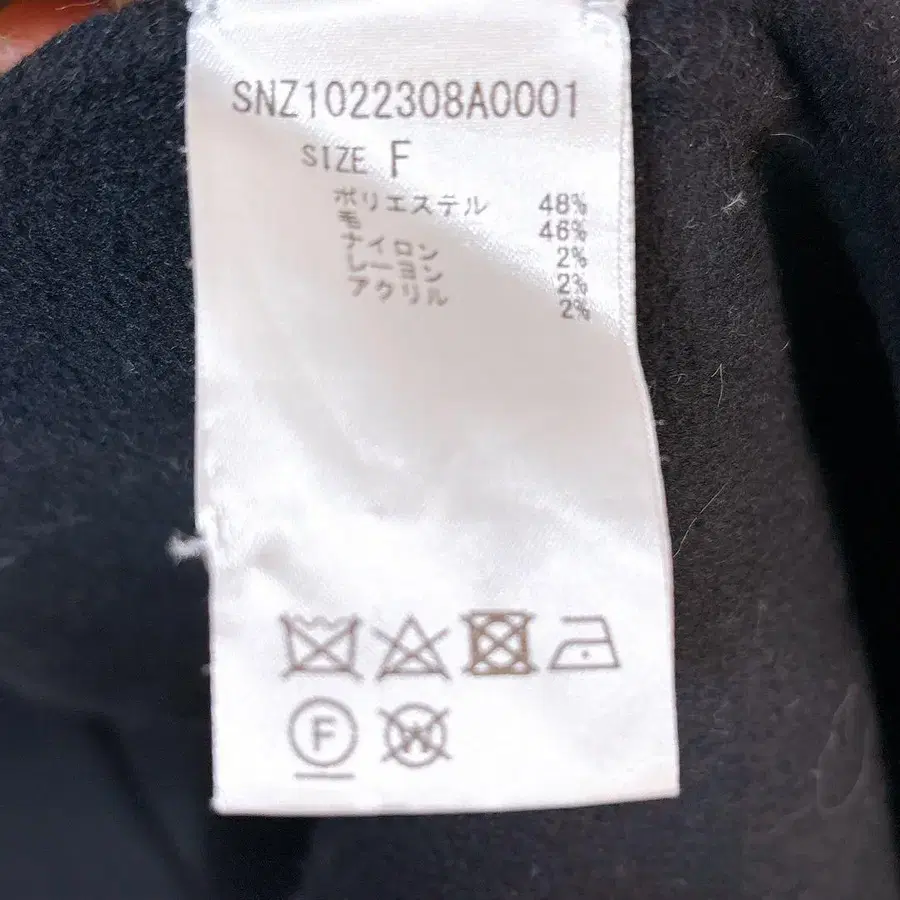 SNZ1022308A0001
SIZE F
ポリエステル 48%
毛 46%
ナイロン 2%
レーヨン 2%
アクリル 2%
F
W